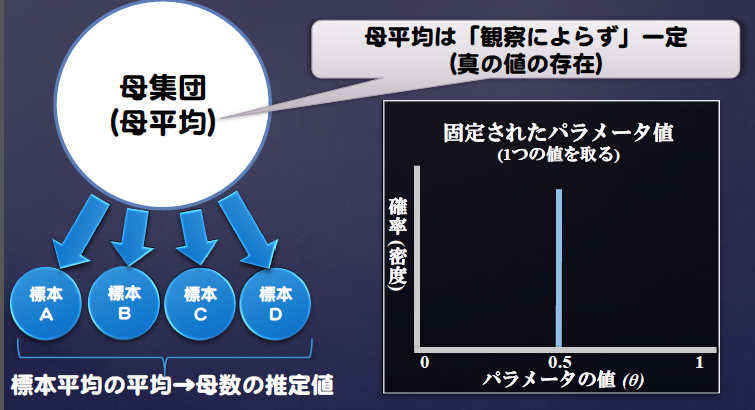 母平均は「観察によらず」一定
(真の値の存在)
母集団
(母平均)
標本
A
標本
B
標本
C
標本
D
標本平均の平均→母数の推定値
固定されたパラメータ値
(1つの値を取る)
確率(密度)
0 0.5 1
パラメータの値 (θ)